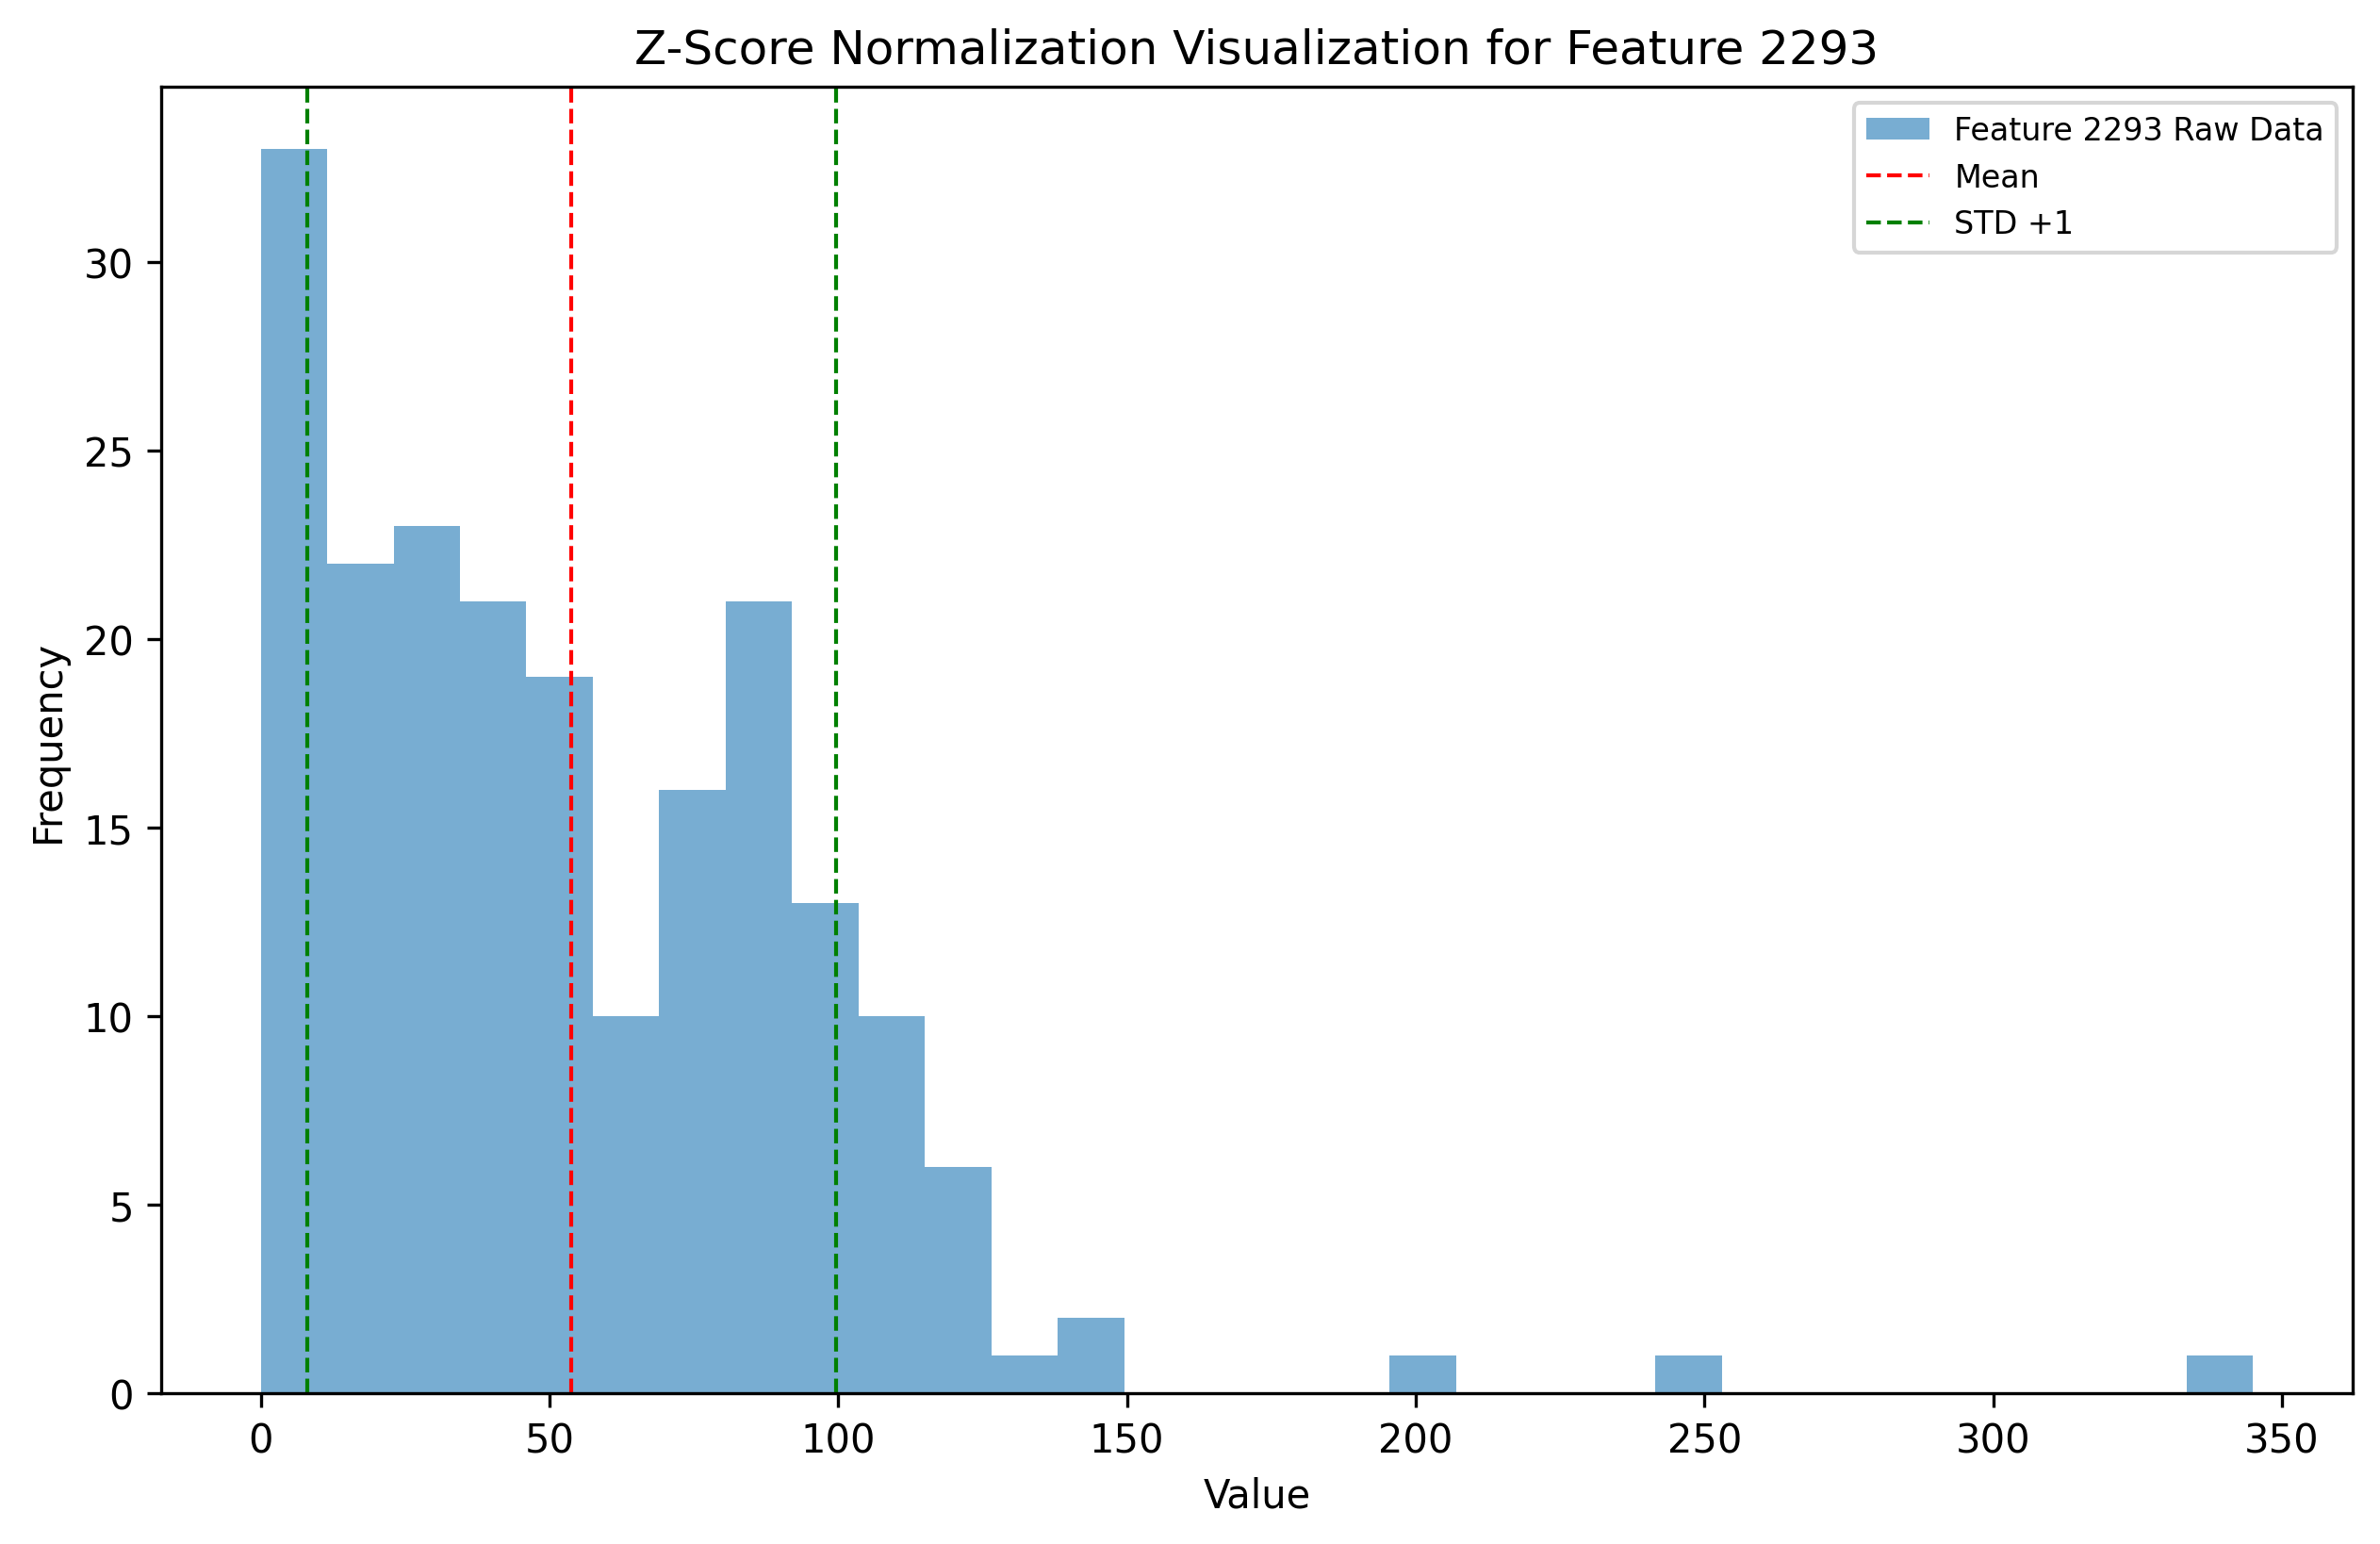 Z-Score Normalization Visualization for Feature 2293
Feature 2293 Raw Data
Mean
STD +1
Frequency
30
25
20
15
10
5
0
0 50 100 150 200 250 300 350
Value